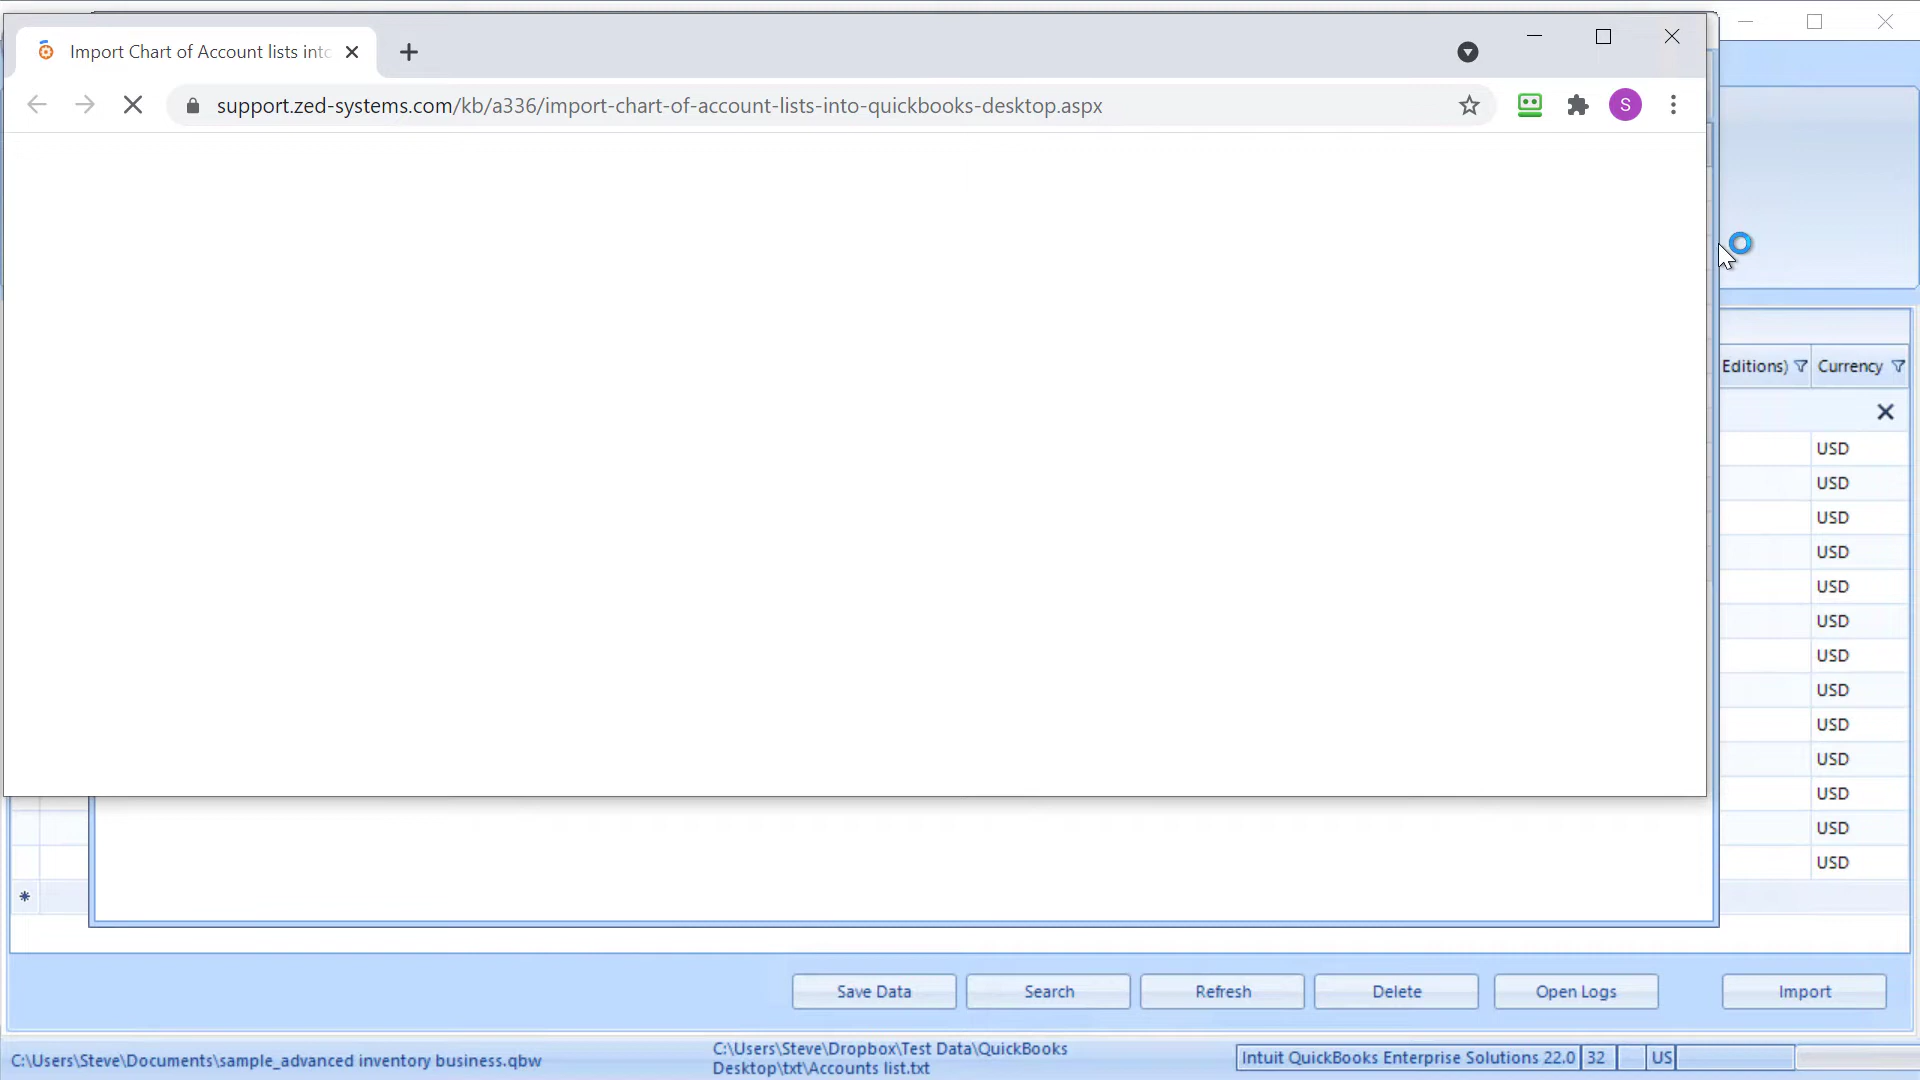 Import Chart of Account lists into
support.zed-systems.com/kb/a336/import-chart-of-account-lists-into-quickbooks-desktop.aspx
S
Editions) Currency
USD
USD
USD
USD
USD
USD
USD
USD
USD
USD
USD
USD
USD
*
Save Data Search Refresh Delete Open Logs Import
C:\Users\Steve\Documents\sample_advanced inventory business.qbw
C:\Users\Steve\Dropbox\Test Data\QuickBooks
Desktop\txt\Accounts list.txt
Intuit QuickBooks Enterprise Solutions 22.0 32 US